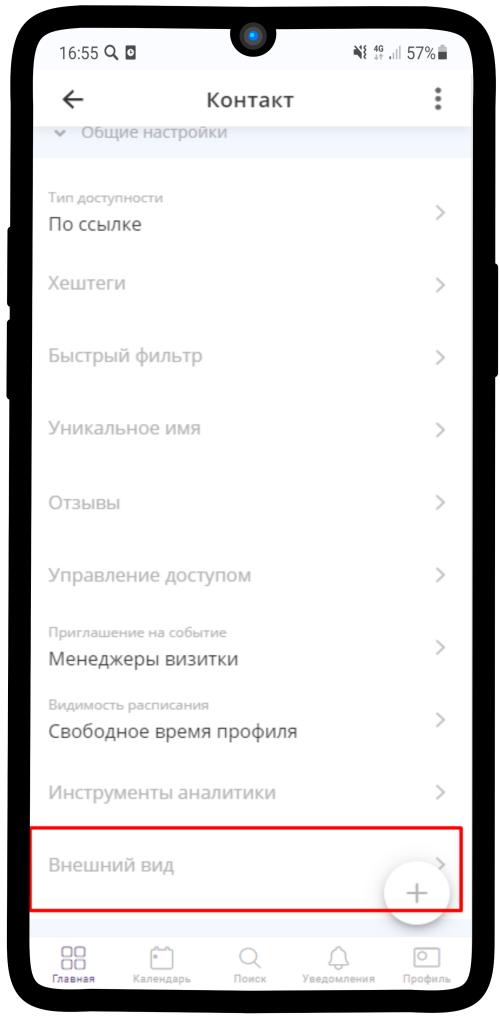 16:55
4G
57%
Контакт
Общие настройки
Тип доступности
По ссылке
Хештеги
Быстрый фильтр
Уникальное имя
Отзывы
Управление доступом
Приглашение на событие
Менеджеры визитки
Видимость расписания
Свободное время профиля
Инструменты аналитики
Внешний вид
Главная
Календарь
Поиск
Уведомления
Профиль